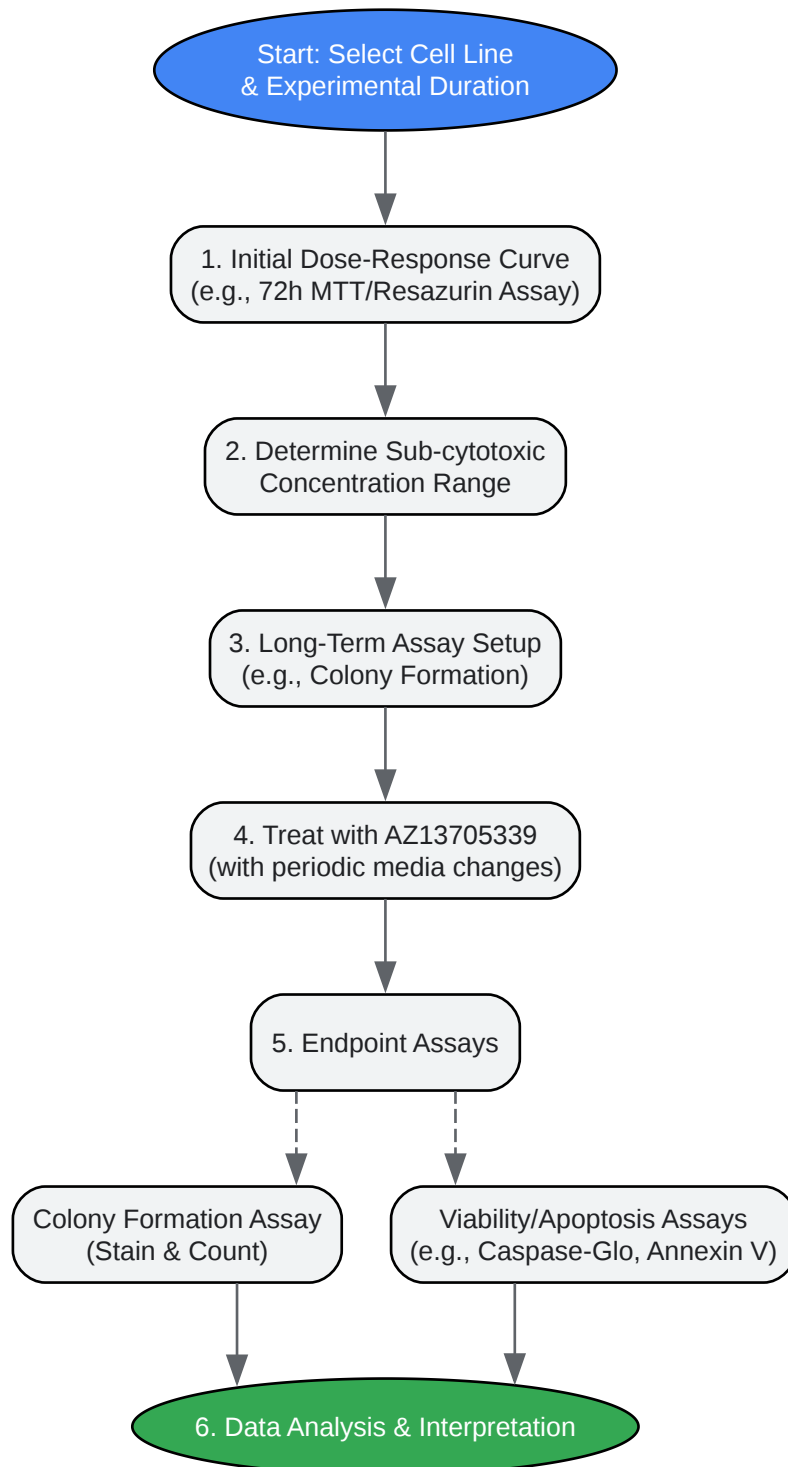 Start: Select Cell Line
& Experimental Duration
1. Initial Dose-Response Curve
(e.g., 72h MTT/Resazurin Assay)
2. Determine Sub-cytotoxic
Concentration Range
3. Long-Term Assay Setup
(e.g., Colony Formation)
4. Treat with AZ13705339
(with periodic media changes)
5. Endpoint Assays
Colony Formation Assay
(Stain & Count)
Viability/Apoptosis Assays
(e.g., Caspase-Glo, Annexin V)
6. Data Analysis & Interpretation